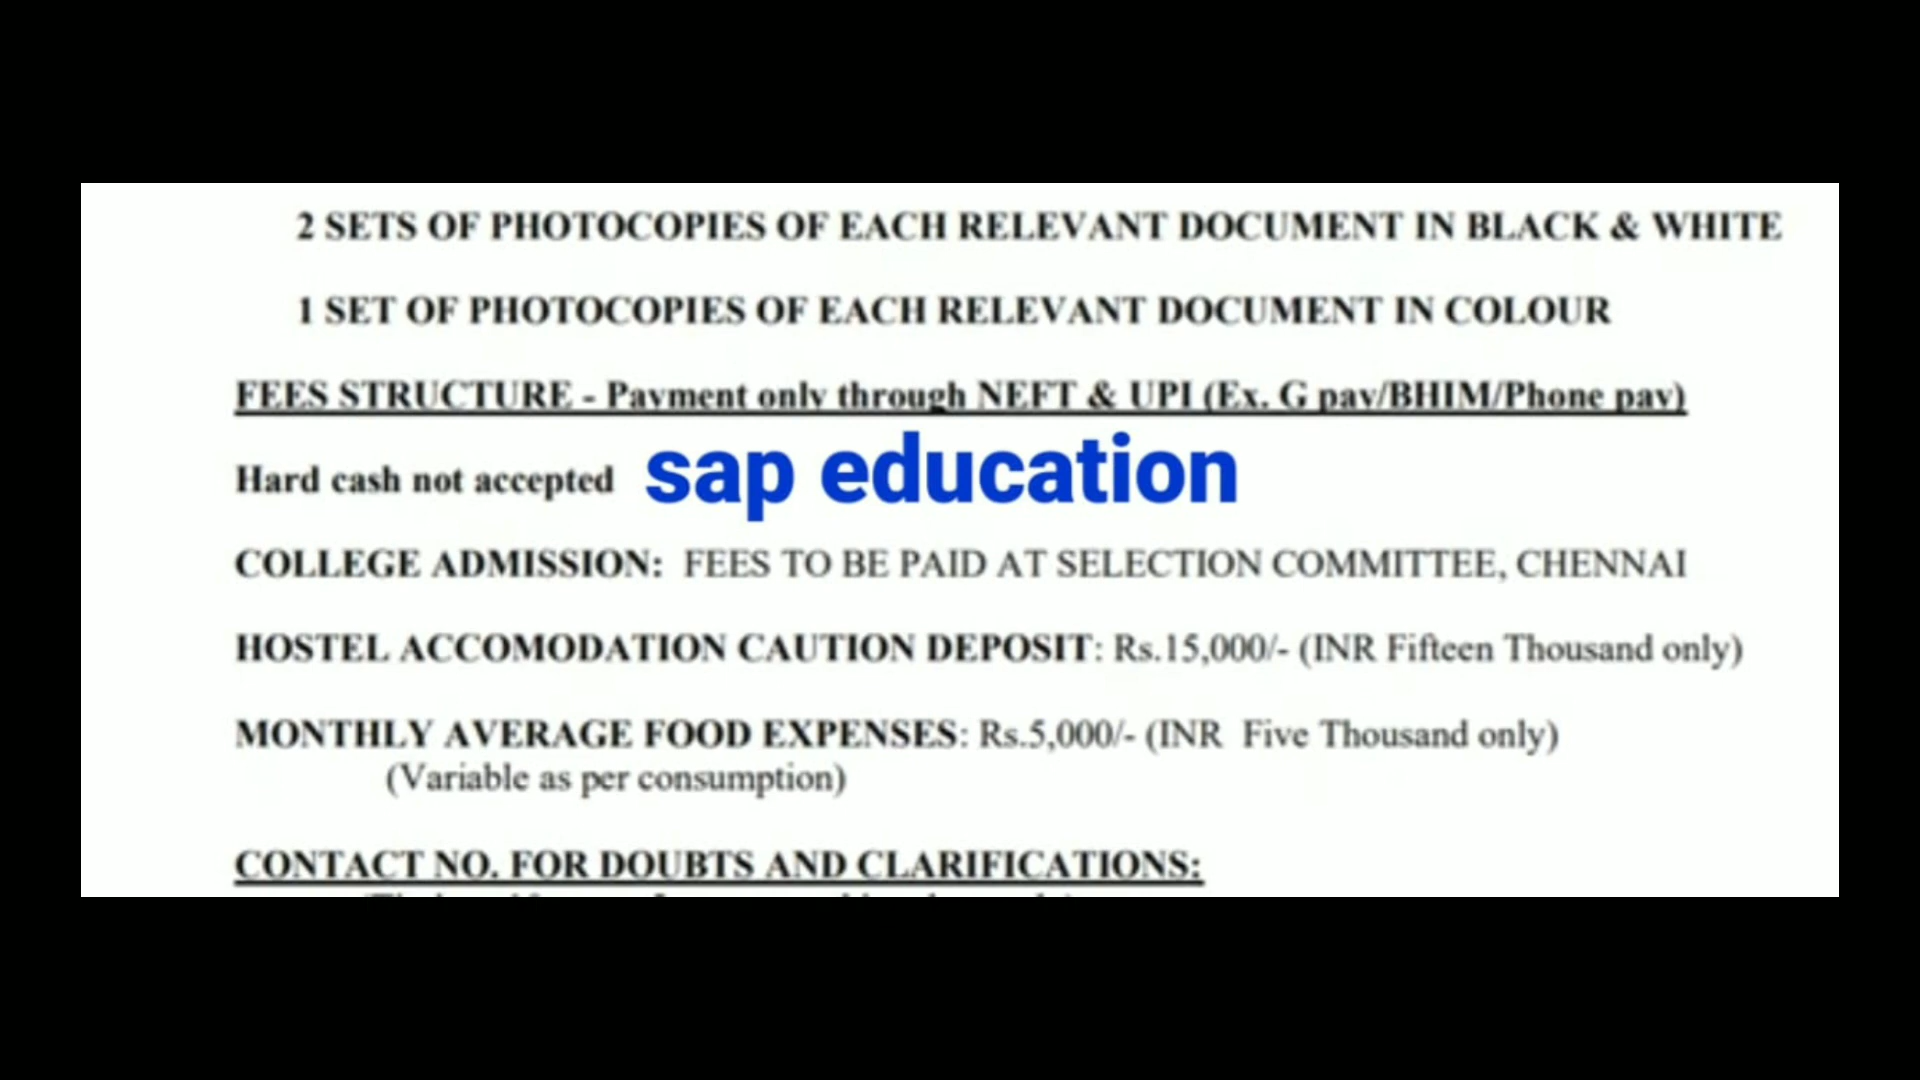 2 SETS OF PHOTOCOPIES OF EACH RELEVANT DOCUMENT IN BLACK & WHITE
1 SET OF PHOTOCOPIES OF EACH RELEVANT DOCUMENT IN COLOUR
FEES STRUCTURE - Payment only through NEFT & UPI (Ex. G pay/BHIM/Phone pay)
Hard cash not accepted sap education
COLLEGE ADMISSION: FEES TO BE PAID AT SELECTION COMMITTEE, CHENNAI
HOSTEL ACCOMODATION CAUTION DEPOSIT: Rs.15,000/- (INR Fifteen Thousand only)
MONTHLY AVERAGE FOOD EXPENSES: Rs.5,000/- (INR Five Thousand only)
(Variable as per consumption)
CONTACT NO. FOR DOUBTS AND CLARIFICATIONS: